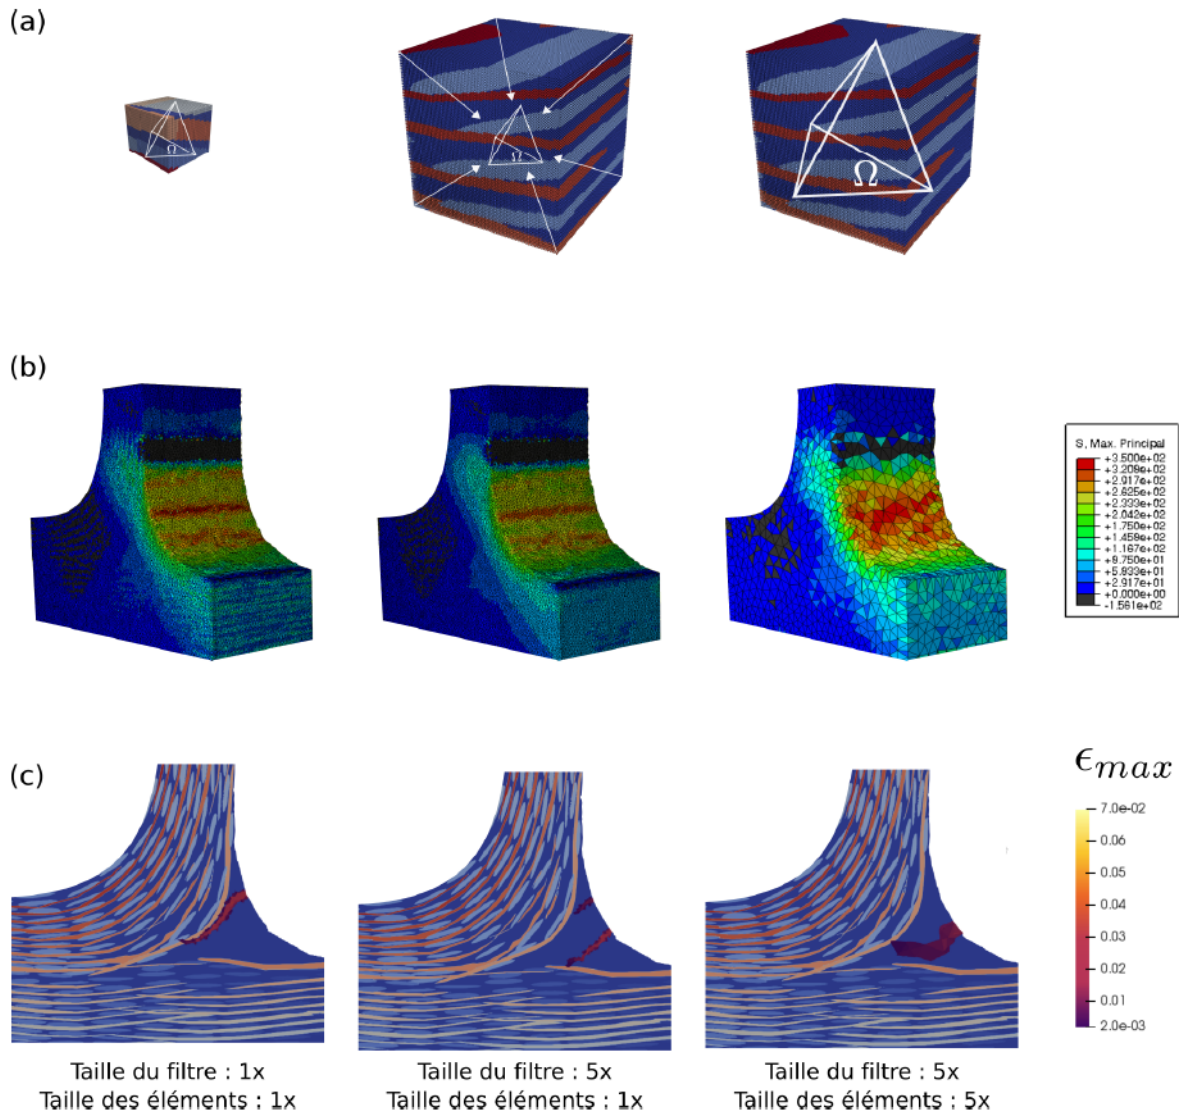 (a)
Ω
Ω
Ω
(b)
S, Max. Principal
+3.500e+02
+3.208e+02
+2.917e+02
+2.625e+02
+2.333e+02
+2.042e+02
+1.750e+02
+1.458e+02
+1.167e+02
+8.750e+01
+5.833e+01
+2.917e+01
+0.000e+00
-1.561e+02
(c)
ϵmax
7.0e-02
0.06
0.05
0.04
0.03
0.02
0.01
2.0e-03
Taille du filtre : 1x
Taille des éléments : 1x
Taille du filtre : 5x
Taille des éléments : 1x
Taille du filtre : 5x
Taille des éléments : 5x